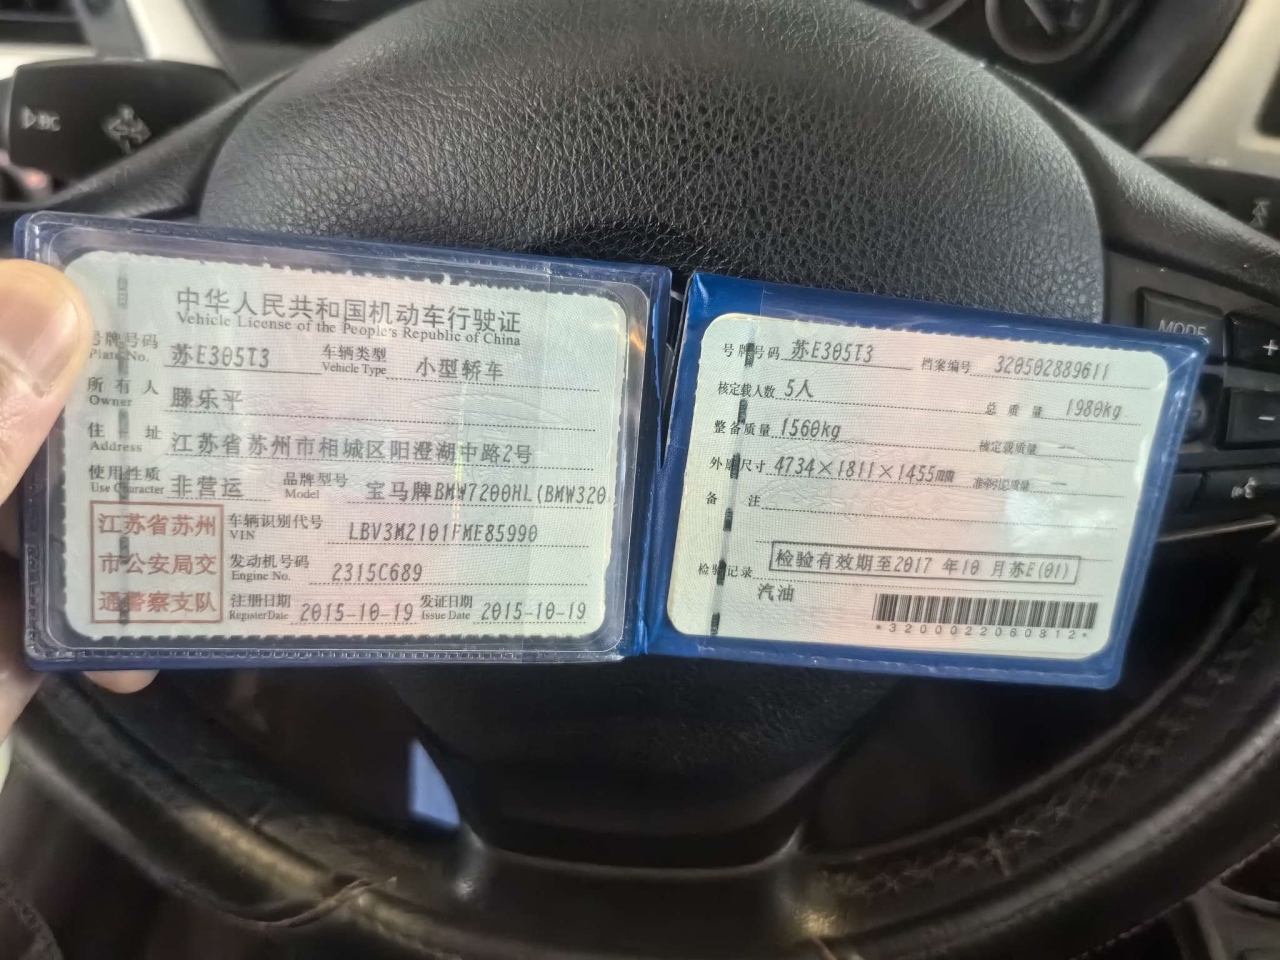 中华人民共和国机动车行驶证
Vehicle License of the People's Republic of China
号牌号码 苏E305T3 车辆类型 小型轿车
Plate No. Vehicle Type
所有人 滕乐平
Owner
住址 江苏省苏州市相城区阳澄湖中路2号
Address
使用性质 非营运 品牌型号 宝马牌BMW7200HL(BMW320
Use Character Model
江苏省苏州
市公安局交
通警察支队
车辆识别代号 LBV3M2101FME85990
VIN
发动机号码 2315C689
Engine No.
注册日期 2015-10-19 发证日期 2015-10-19
Register Date Issue Date
号牌号码 苏E305T3 档案编号 320502889611
核定载人数 5人 总质量 1980kg
整备质量 1560kg 核定载质量 --
外廓尺寸 4734×1811×1455mm 准牵引总质量 --
备注
检验记录 检验有效期至2017年10月苏E(01)
汽油
*3200022060812*
MODE
+
−
BC